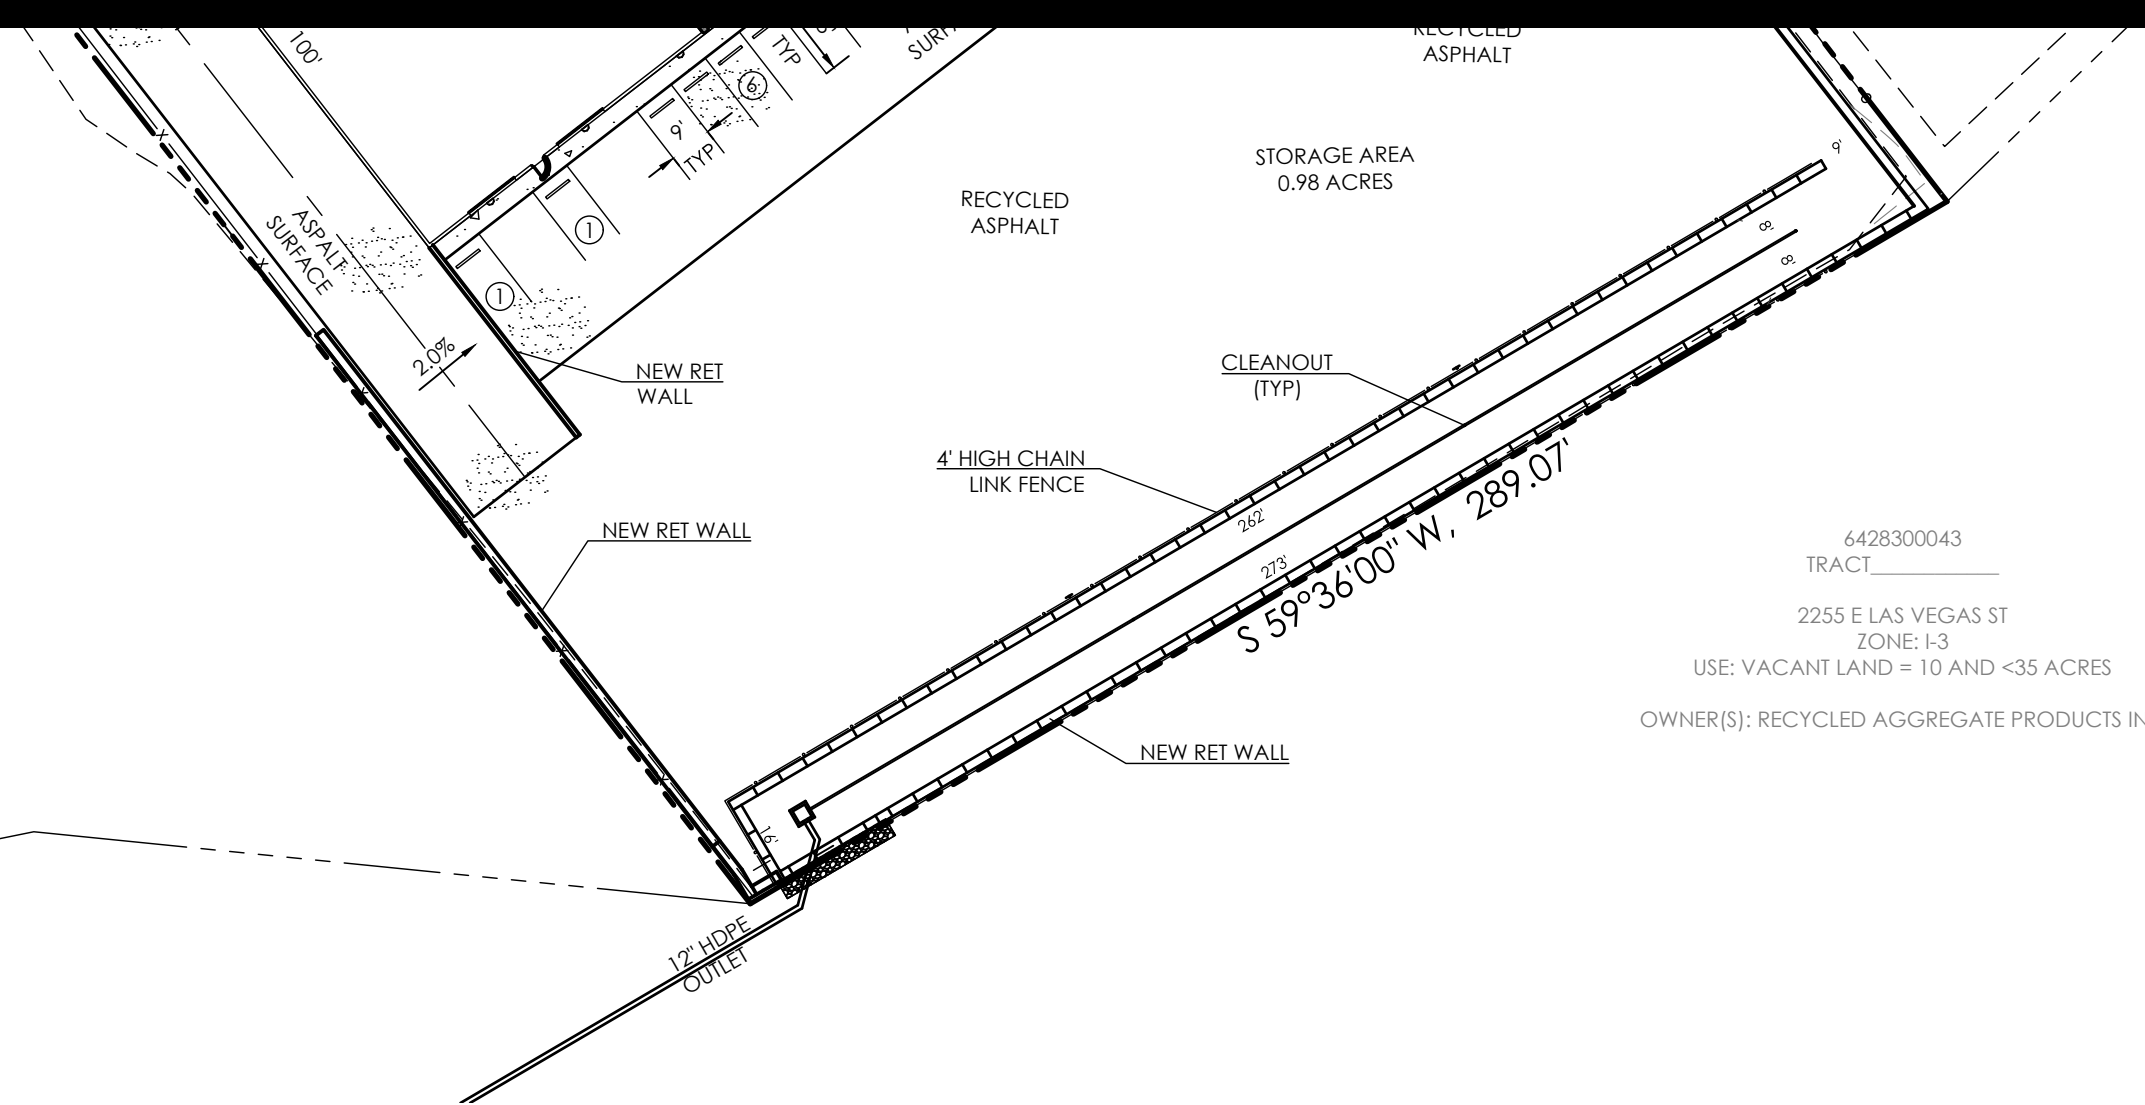 100'
TYP
RECYCLED
ASPHALT
6
9'
TYP
STORAGE AREA
0.98 ACRES
9'
RECYCLED
ASPHALT
ASPALT
SURFACE
1
1
8'
8'
2.0%
NEW RET
WALL
CLEANOUT
(TYP)
4' HIGH CHAIN
LINK FENCE
262'
273'
S 59°36'00" W, 289.07'
NEW RET WALL
6428300043
TRACT____________
2255 E LAS VEGAS ST
ZONE: I-3
USE: VACANT LAND = 10 AND <35 ACRES
OWNER(S): RECYCLED AGGREGATE PRODUCTS IN
NEW RET WALL
16'
12" HDPE
OUTLET